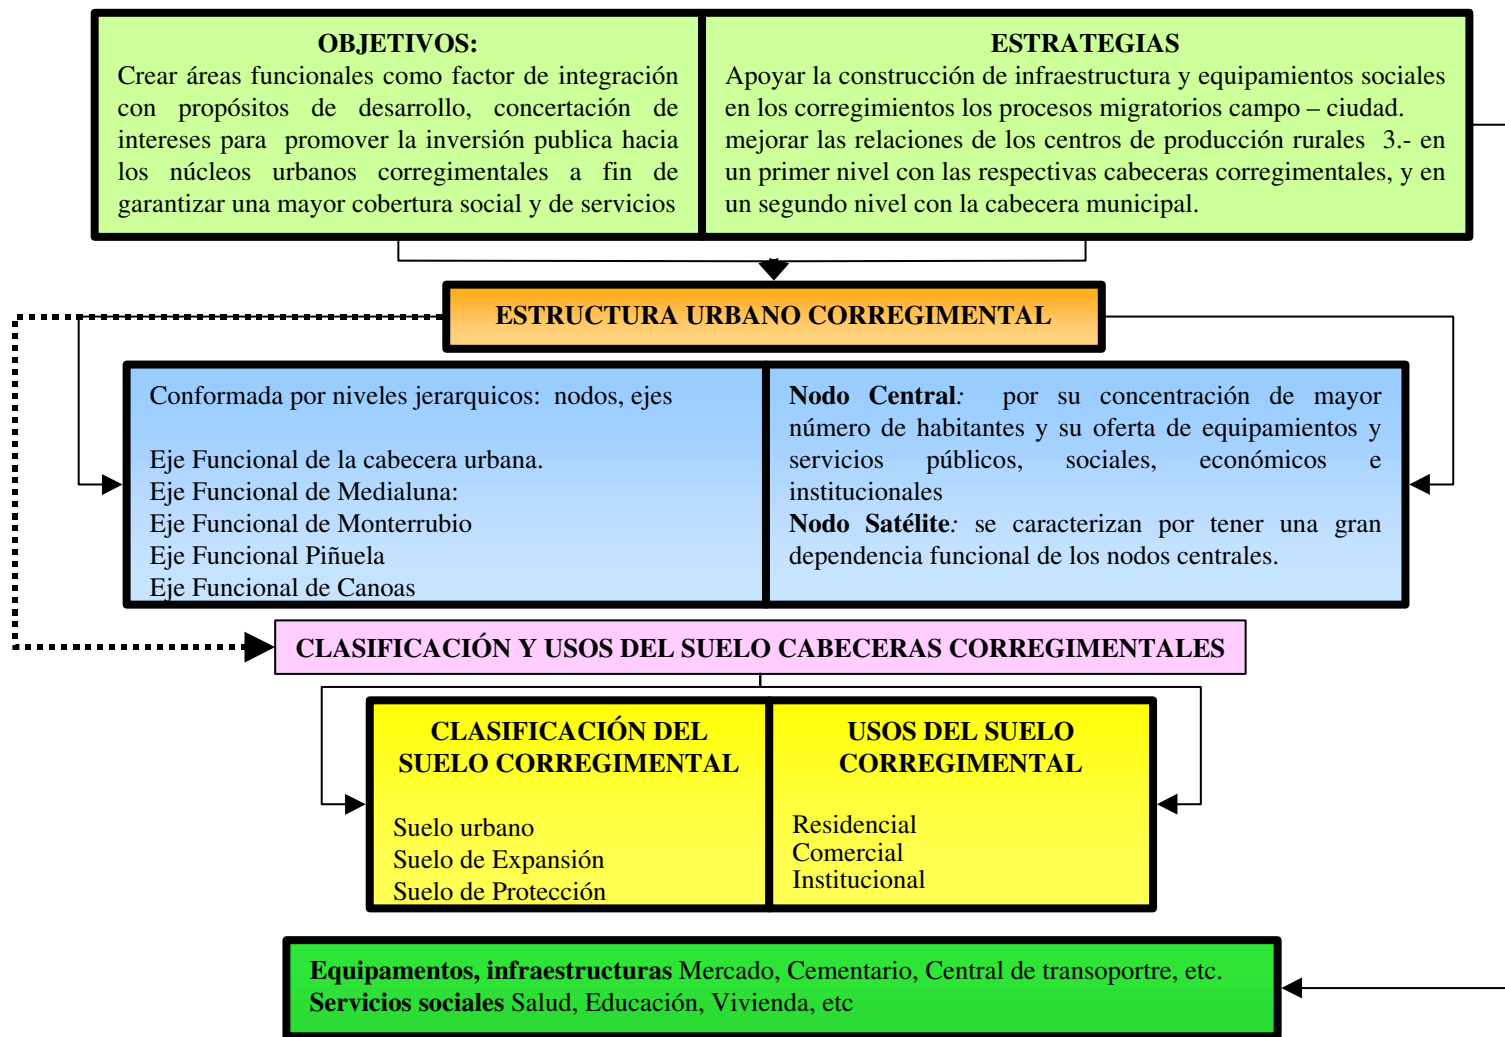 OBJETIVOS:
Crear áreas funcionales como factor de integración
con propósitos de desarrollo, concertación de
intereses para promover la inversión publica hacia
los núcleos urbanos corregimentales a fin de
garantizar una mayor cobertura social y de servicios
ESTRATEGIAS
Apoyar la construcción de infraestructura y equipamientos sociales
en los corregimientos los procesos migratorios campo – ciudad.
mejorar las relaciones de los centros de producción rurales 3.- en
un primer nivel con las respectivas cabeceras corregimentales, y en
un segundo nivel con la cabecera municipal.
ESTRUCTURA URBANO CORREGIMENTAL
Conformada por niveles jerarquicos: nodos, ejes
Eje Funcional de la cabecera urbana.
Eje Funcional de Medialuna:
Eje Funcional de Monterrubio
Eje Funcional Piñuela
Eje Funcional de Canoas
Nodo Central: por su concentración de mayor
número de habitantes y su oferta de equipamientos y
servicios públicos, sociales, económicos e
institucionales
Nodo Satélite: se caracterizan por tener una gran
dependencia funcional de los nodos centrales.
CLASIFICACIÓN Y USOS DEL SUELO CABECERAS CORREGIMENTALES
CLASIFICACIÓN DEL
SUELO CORREGIMENTAL
Suelo urbano
Suelo de Expansión
Suelo de Protección
USOS DEL SUELO
CORREGIMENTAL
Residencial
Comercial
Institucional
Equipamentos, infraestructuras Mercado, Cementario, Central de transoportre, etc.
Servicios sociales Salud, Educación, Vivienda, etc